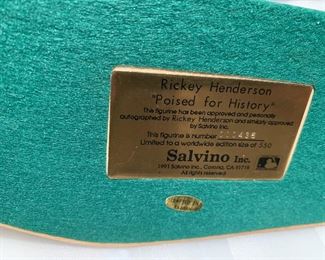 Rickey Henderson
"Poised for History"
The figurine has been approved and personally
autographed by Rickey Henderson and similarly approved
by Salvino Inc.
This figurine is number
Limited to a worldwide edition size of 550
Salvino Inc.
1991 Salvino Inc., Corona, CA 91719
All rights reserved